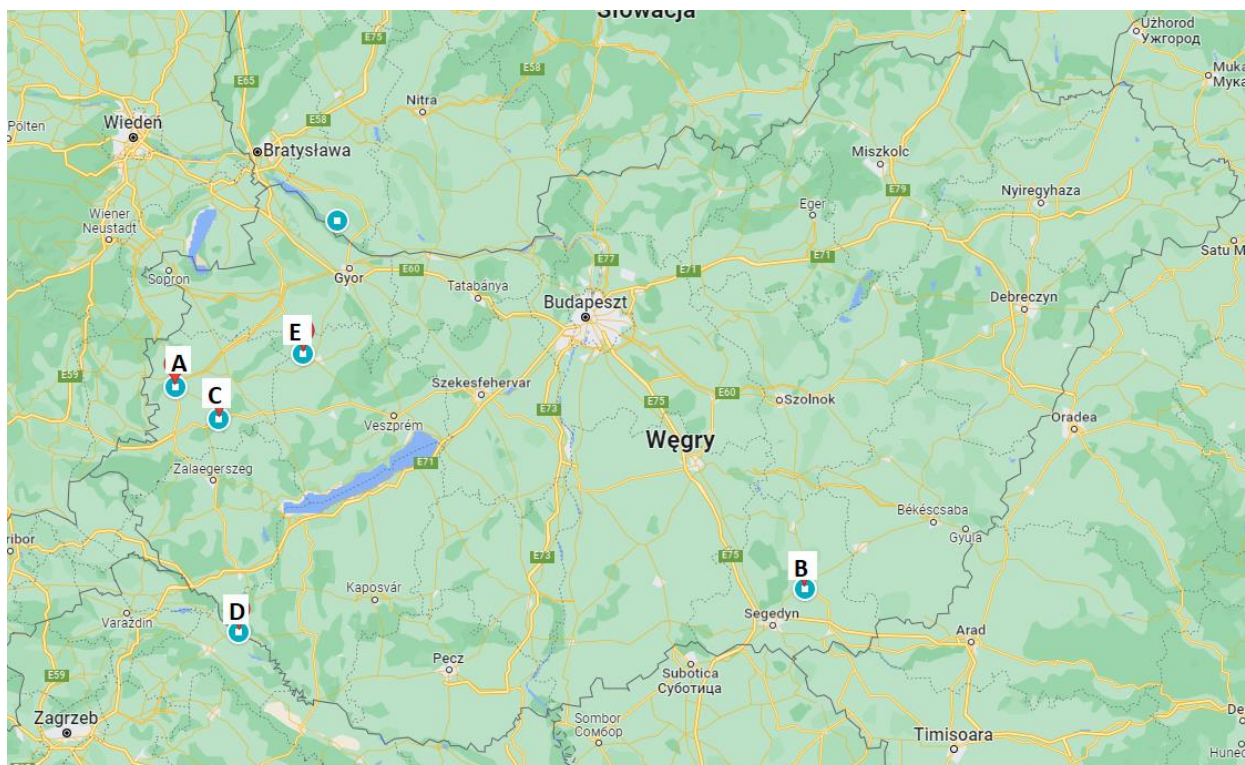 Słowacja
Użhorod
Ужгород
E75
E58
E65
Nitra
Muka
Мука
Pölten
Wiedeń
E58
Bratysława
Miszkolc
E79
Nyiregyhaza
Wiener
Neustadt
Eger
Satu M
Sopron
Gyor
E60
E77
E71
E71
Tatabánya
Budapeszt
Debreczyn
E
A
E59
C
Szekesfehervar
E73
E75
E60
Szolnok
Veszprém
Oradea
Węgry
E71
Zalaegerszeg
Békéscsaba
Gyula
ribor
E73
E75
B
Kaposvár
D
Varaždin
Segedyn
Arad
Pecz
E59
Subotica
Суботица
Zagrzeb
Sombor
Сомбор
De
Timisoara
Hunec